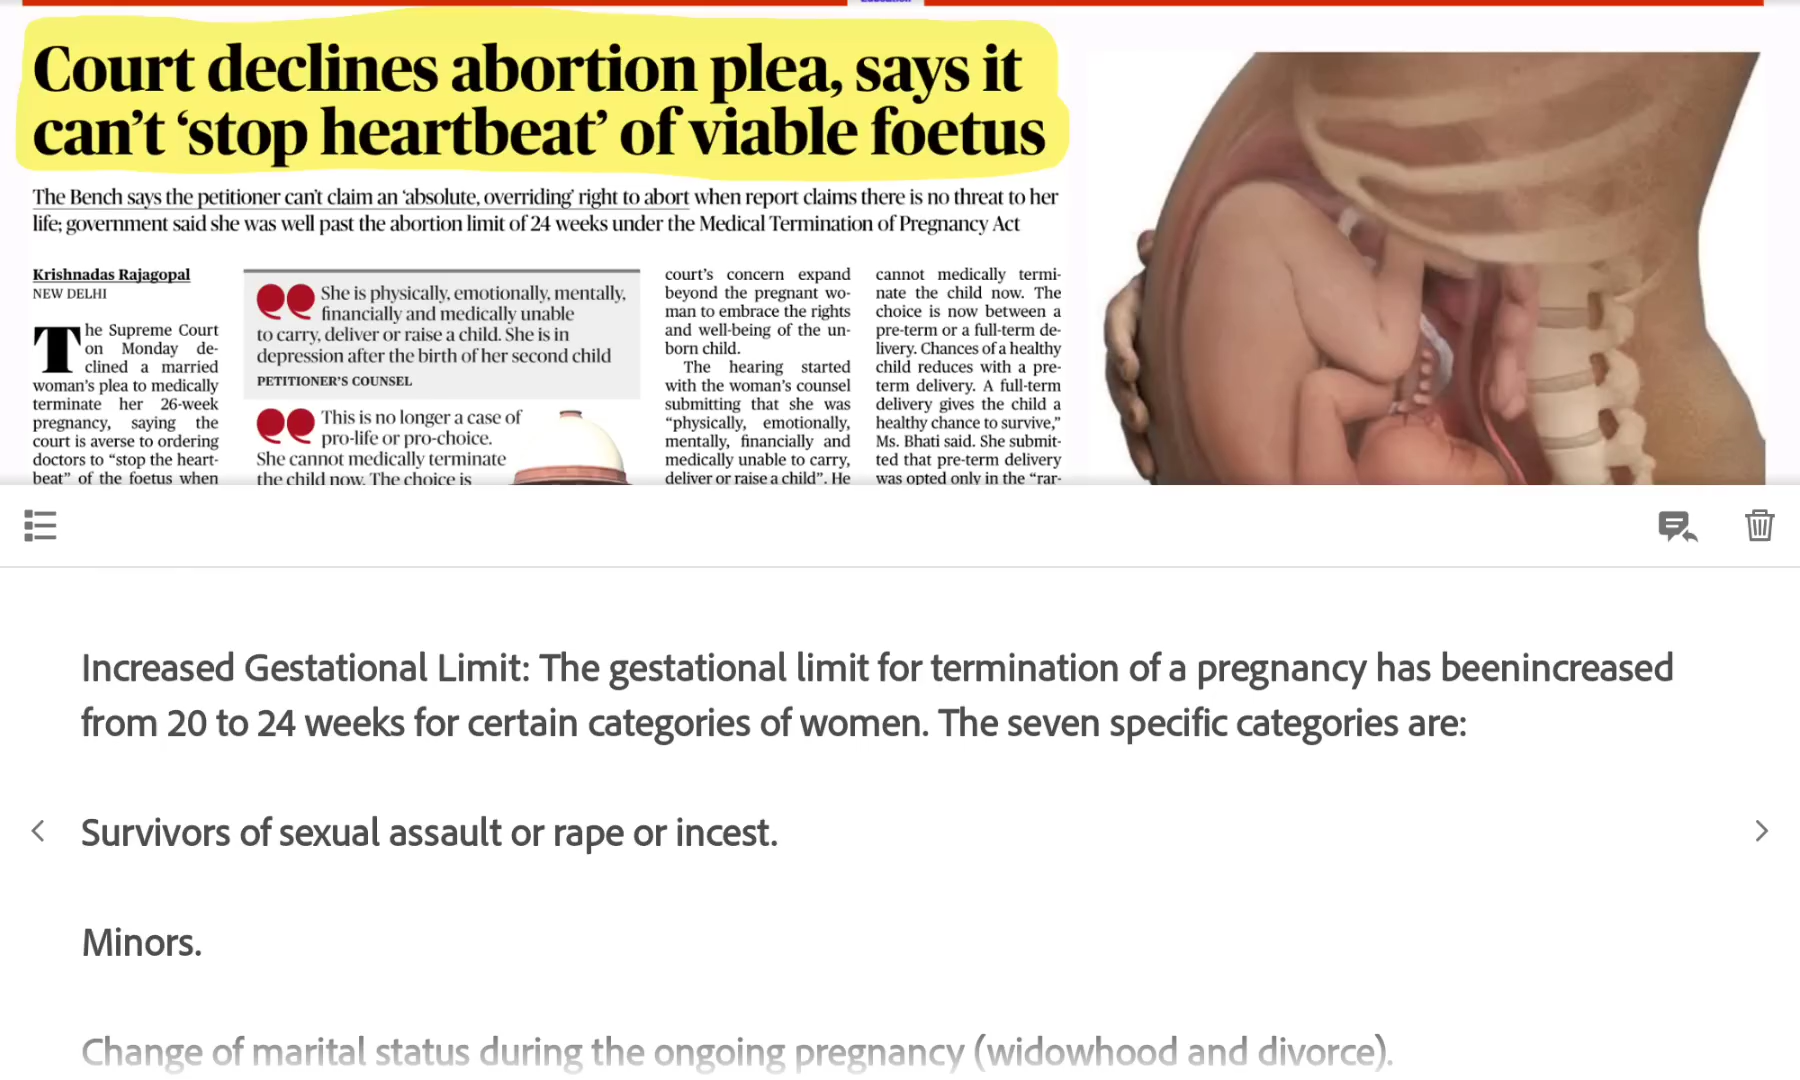 Education
Court declines abortion plea, says it
can't 'stop heartbeat' of viable foetus
The Bench says the petitioner can't claim an 'absolute, overriding' right to abort when report claims there is no threat to her
life; government said she was well past the abortion limit of 24 weeks under the Medical Termination of Pregnancy Act
Krishnadas Rajagopal
NEW DELHI
The Supreme Court
on Monday de-
clined a married
woman's plea to medically
terminate her 26-week
pregnancy, saying the
court is averse to ordering
doctors to "stop the heart-
beat" of the foetus when
She is physically, emotionally, mentally,
financially and medically unable
to carry, deliver or raise a child. She is in
depression after the birth of her second child
PETITIONER'S COUNSEL
This is no longer a case of
pro-life or pro-choice.
She cannot medically terminate
the child now. The choice is
court's concern expand
beyond the pregnant wo-
man to embrace the rights
and well-being of the un-
born child.
The hearing started
with the woman's counsel
submitting that she was
"physically, emotionally,
mentally, financially and
medically unable to carry,
deliver or raise a child". He
cannot medically termi-
nate the child now. The
choice is now between a
pre-term or a full-term de-
livery. Chances of a healthy
child reduces with a pre-
term delivery. A full-term
delivery gives the child a
healthy chance to survive,"
Ms. Bhati said. She submit-
ted that pre-term delivery
was opted only in the "rar-
Increased Gestational Limit: The gestational limit for termination of a pregnancy has beenincreased
from 20 to 24 weeks for certain categories of women. The seven specific categories are:
Survivors of sexual assault or rape or incest.
Minors.
Change of marital status during the ongoing pregnancy (widowhood and divorce).